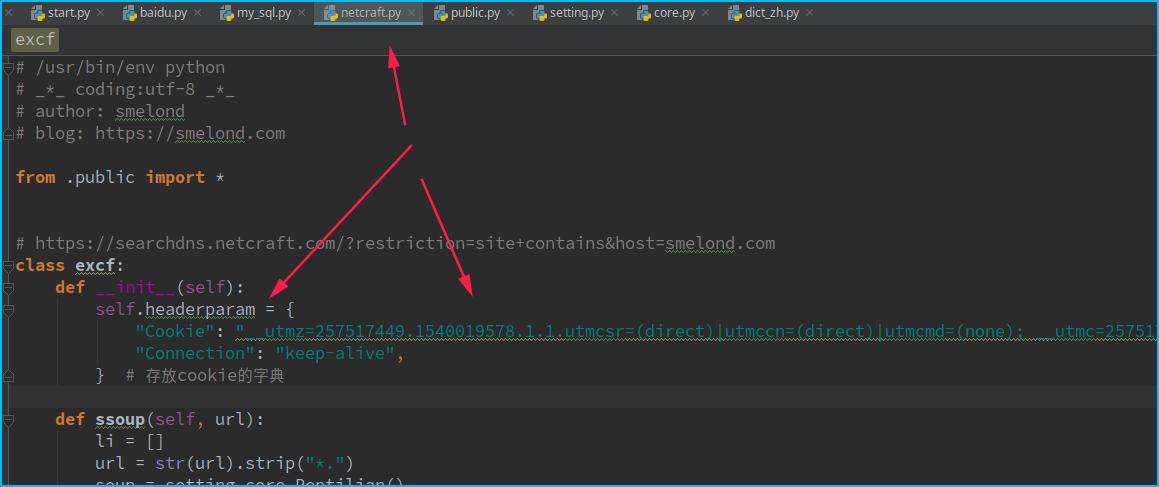 start.py baidu.py my_sql.py netcraft.py public.py setting.py core.py dict_zh.py
excf
# /usr/bin/env python
# _*_ coding:utf-8 _*_
# author: smelond
# blog: https://smelond.com
from .public import *
# https://searchdns.netcraft.com/?restriction=site+contains&host=smelond.com
class excf:
def __init__(self):
self.headerparam = {
"Cookie": "__utmz=257517449.1540019578.1.1.utmcsr=(direct)|utmccn=(direct)|utmcmd=(none); __utmc=25751
"Connection": "keep-alive",
} # 存放cookie的字典
def ssoup(self, url):
li = []
url = str(url).strip("*.")
soup = setting.core.Reptilian()